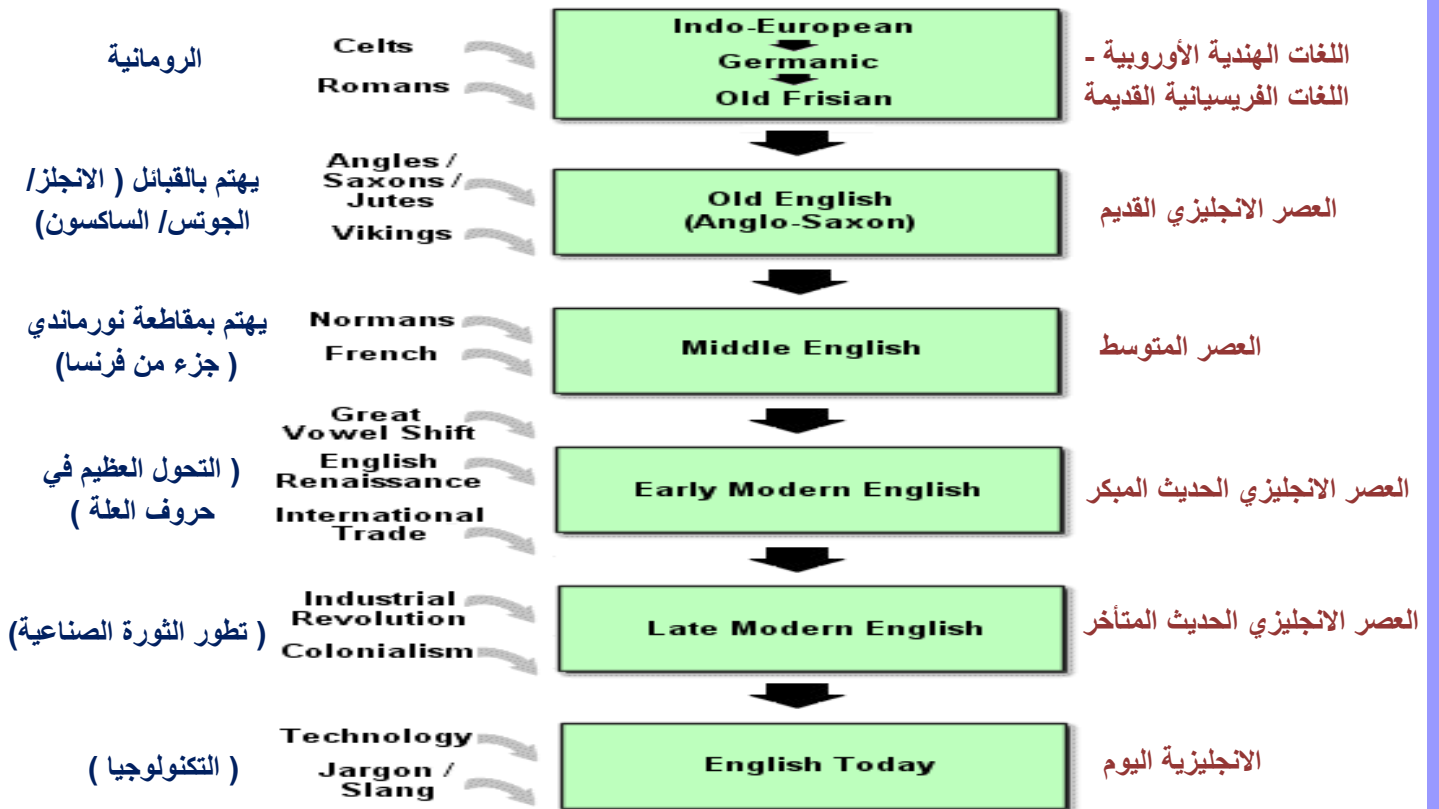 الرومانية
Celts
Romans
Indo-European
Germanic
Old Frisian
اللغات الهندية الأوروبية -
اللغات الفريسيانية القديمة
يهتم بالقبائل ( الانجلز/
الجوتس/ الساكسون)
Angles /
Saxons /
Jutes
Vikings
Old English
(Anglo-Saxon)
العصر الانجليزي القديم
يهتم بمقاطعة نورماندي
( جزء من فرنسا)
Normans
French
Middle English
العصر المتوسط
( التحول العظيم في
حروف العلة )
Great
Vowel Shift
English
Renaissance
International
Trade
Early Modern English
العصر الانجليزي الحديث المبكر
( تطور الثورة الصناعية)
Industrial
Revolution
Colonialism
Late Modern English
العصر الانجليزي الحديث المتأخر
( التكنولوجيا )
Technology
Jargon /
Slang
English Today
الانجليزية اليوم